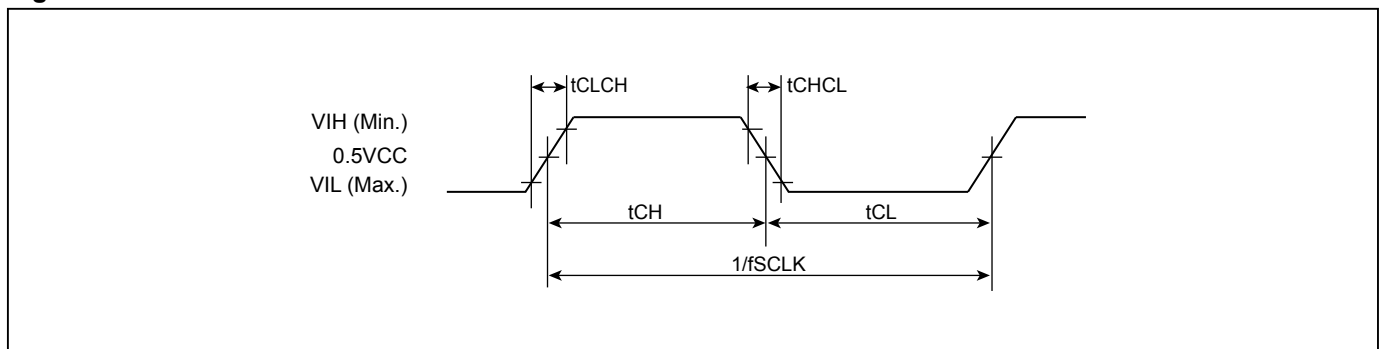 tCLCH
tCHCL
VIH (Min.)
0.5VCC
VIL (Max.)
tCH
tCL
1/fSCLK